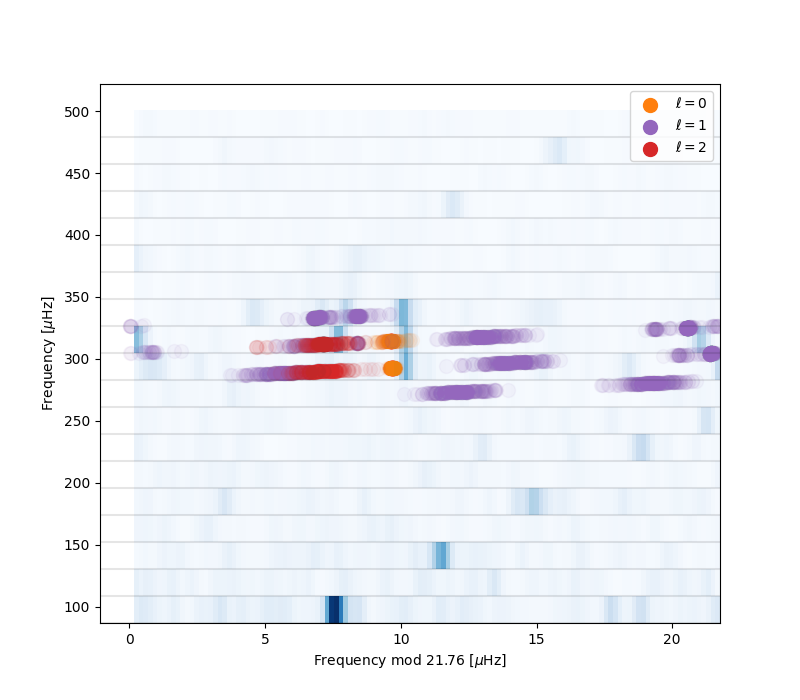 ℓ = 0
ℓ = 1
ℓ = 2
500
450
400
350
300
250
200
150
100
Frequency [μHz]
0 5 10 15 20
Frequency mod 21.76 [μHz]